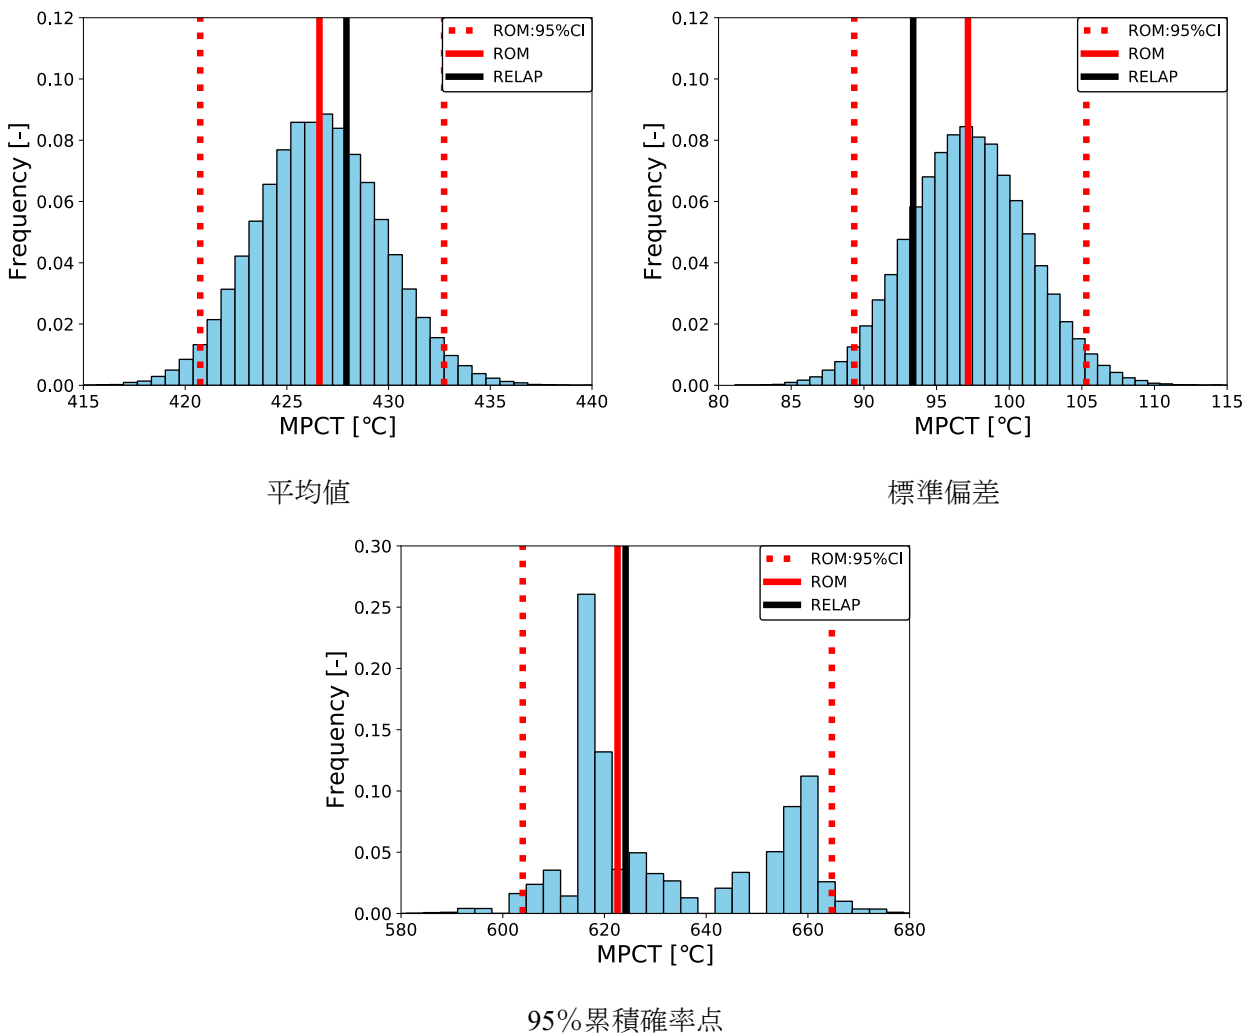 0.12
0.10
0.08
0.06
0.04
0.02
0.00
Frequency [-]
ROM:95%CI
ROM
RELAP
415 420 425 430 435 440
MPCT [℃]
平均値
0.12
0.10
0.08
0.06
0.04
0.02
0.00
Frequency [-]
ROM:95%CI
ROM
RELAP
80 85 90 95 100 105 110 115
MPCT [℃]
標準偏差
0.30
0.25
0.20
0.15
0.10
0.05
0.00
Frequency [-]
ROM:95%CI
ROM
RELAP
580 600 620 640 660 680
MPCT [℃]
95%累積確率点